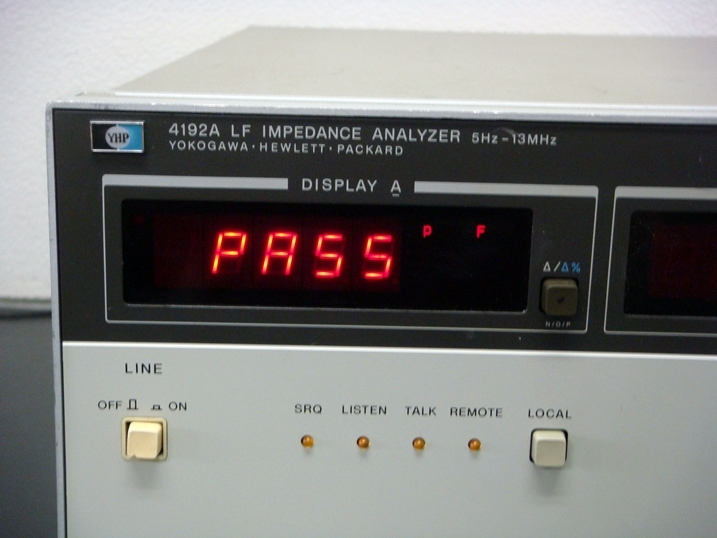 YHP
4192A LF IMPEDANCE ANALYZER 5Hz-13MHz
YOKOGAWA·HEWLETT·PACKARD
DISPLAY A
PASS p F
Δ/Δ%
N/D/P
LINE
OFF ON
SRQ LISTEN TALK REMOTE LOCAL